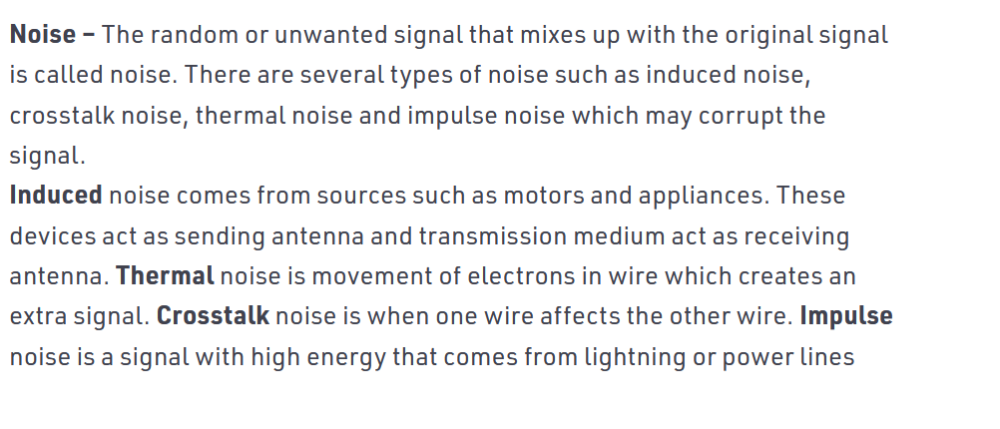 Noise – The random or unwanted signal that mixes up with the original signal
is called noise. There are several types of noise such as induced noise,
crosstalk noise, thermal noise and impulse noise which may corrupt the
signal.
Induced noise comes from sources such as motors and appliances. These
devices act as sending antenna and transmission medium act as receiving
antenna. Thermal noise is movement of electrons in wire which creates an
extra signal. Crosstalk noise is when one wire affects the other wire. Impulse
noise is a signal with high energy that comes from lightning or power lines